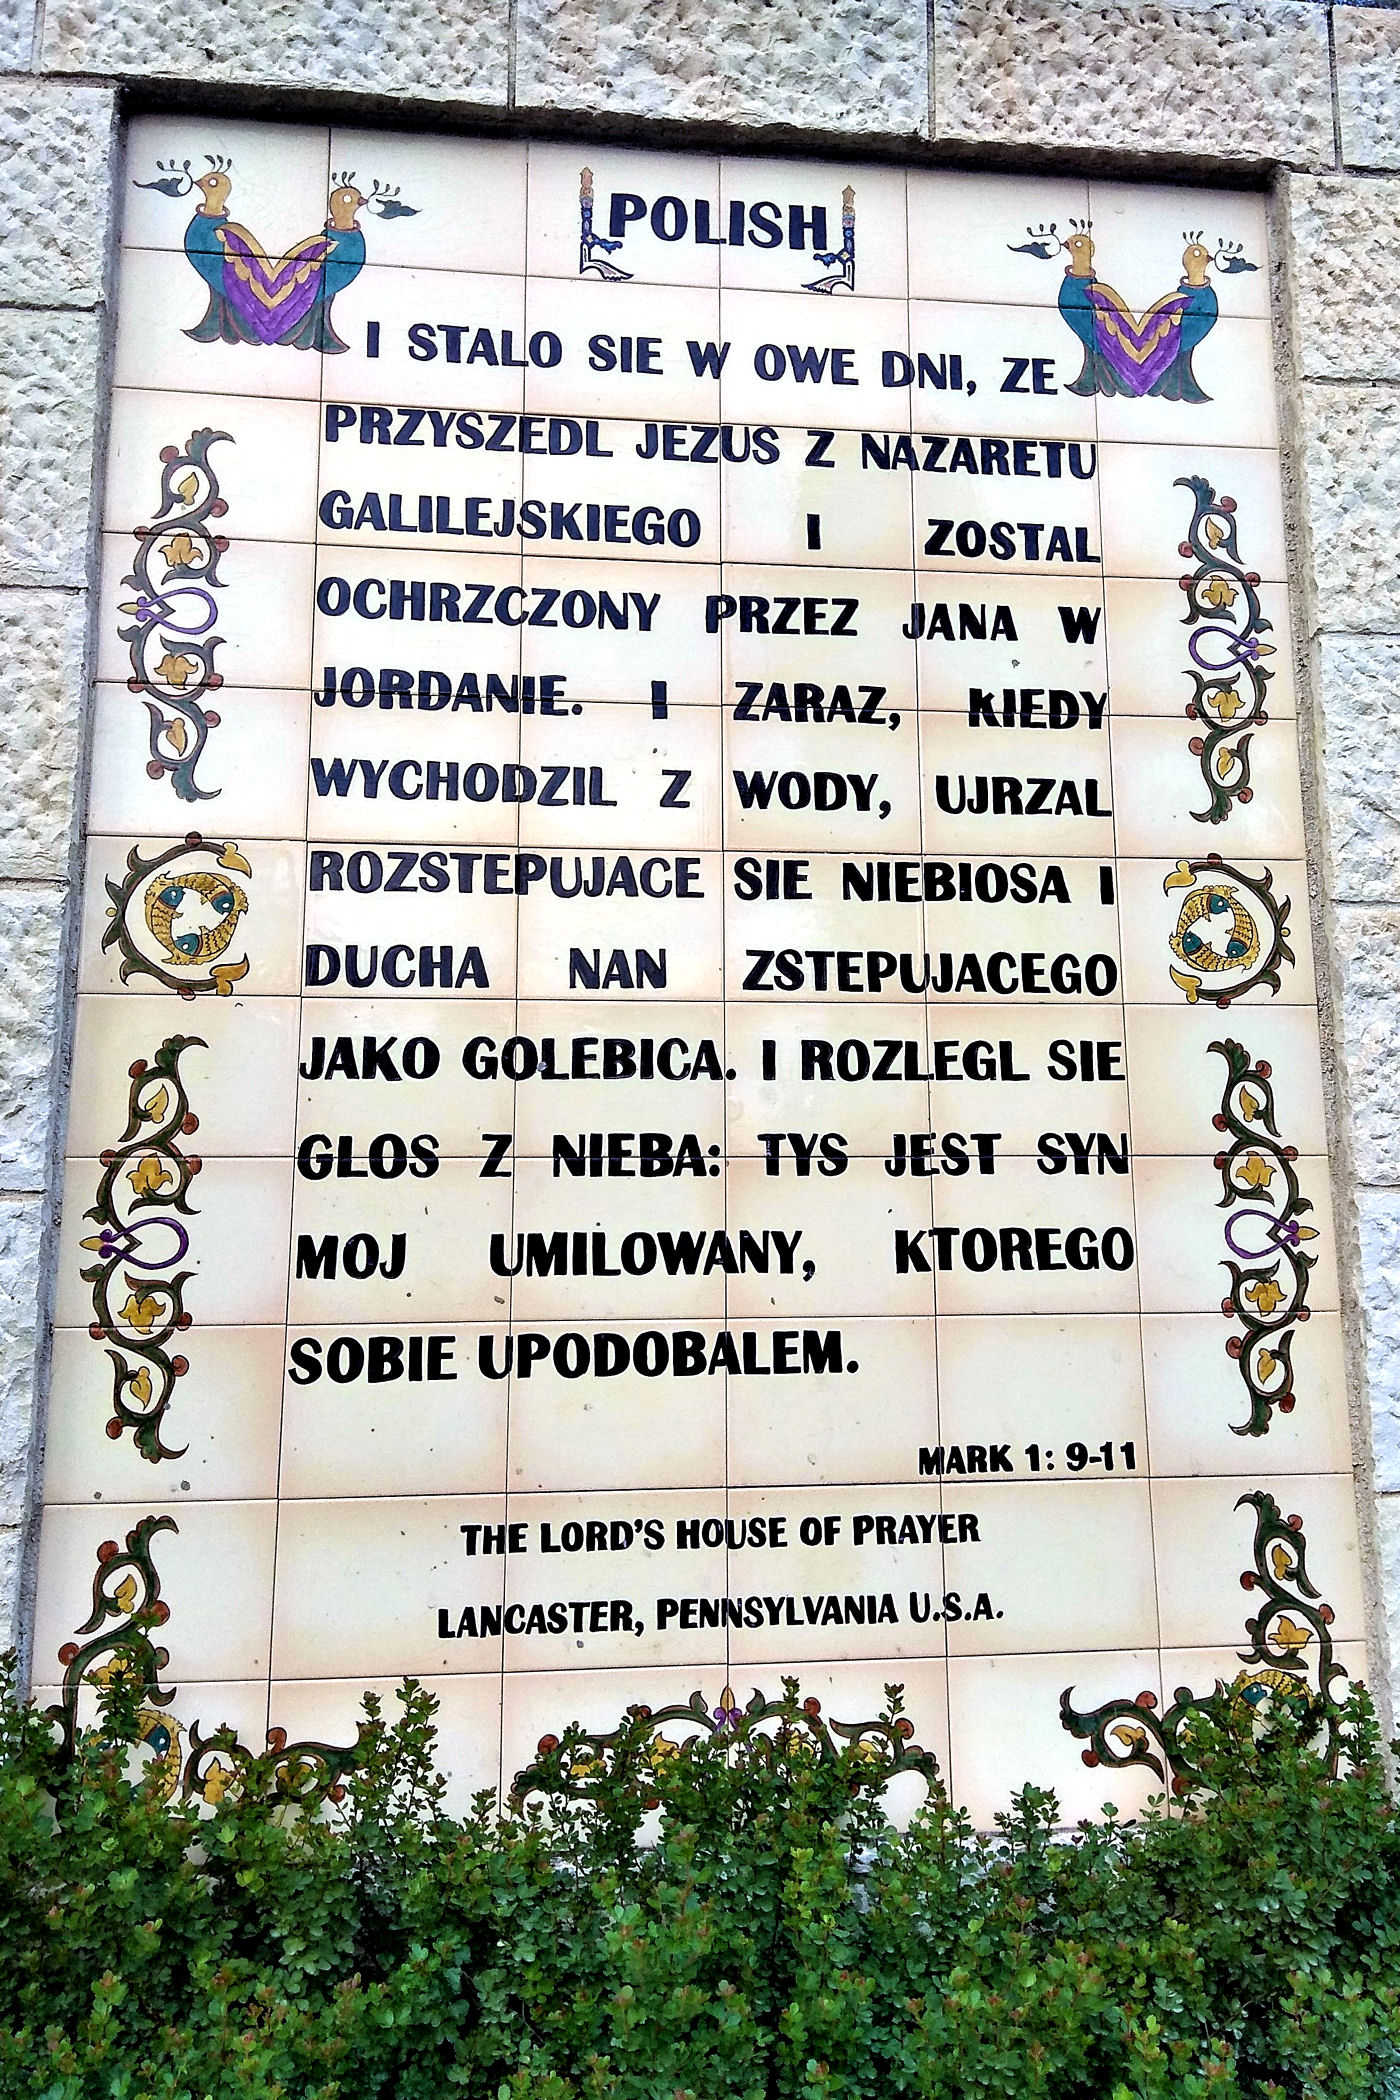 POLISH
I STALO SIE W OWE DNI, ZE
PRZYSZEDL JEZUS Z NAZARETU
GALILEJSKIEGO I ZOSTAL
OCHRZCZONY PRZEZ JANA W
JORDANIE. I ZARAZ, KIEDY
WYCHODZIL Z WODY, UJRZAL
ROZSTEPUJACE SIE NIEBIOSA I
DUCHA NAN ZSTEPUJACEGO
JAKO GOLEBICA. I ROZLEGL SIE
GLOS Z NIEBA: TYS JEST SYN
MOJ UMILOWANY, KTOREGO
SOBIE UPODOBALEM.
MARK 1: 9-11
THE LORD'S HOUSE OF PRAYER
LANCASTER, PENNSYLVANIA U.S.A.